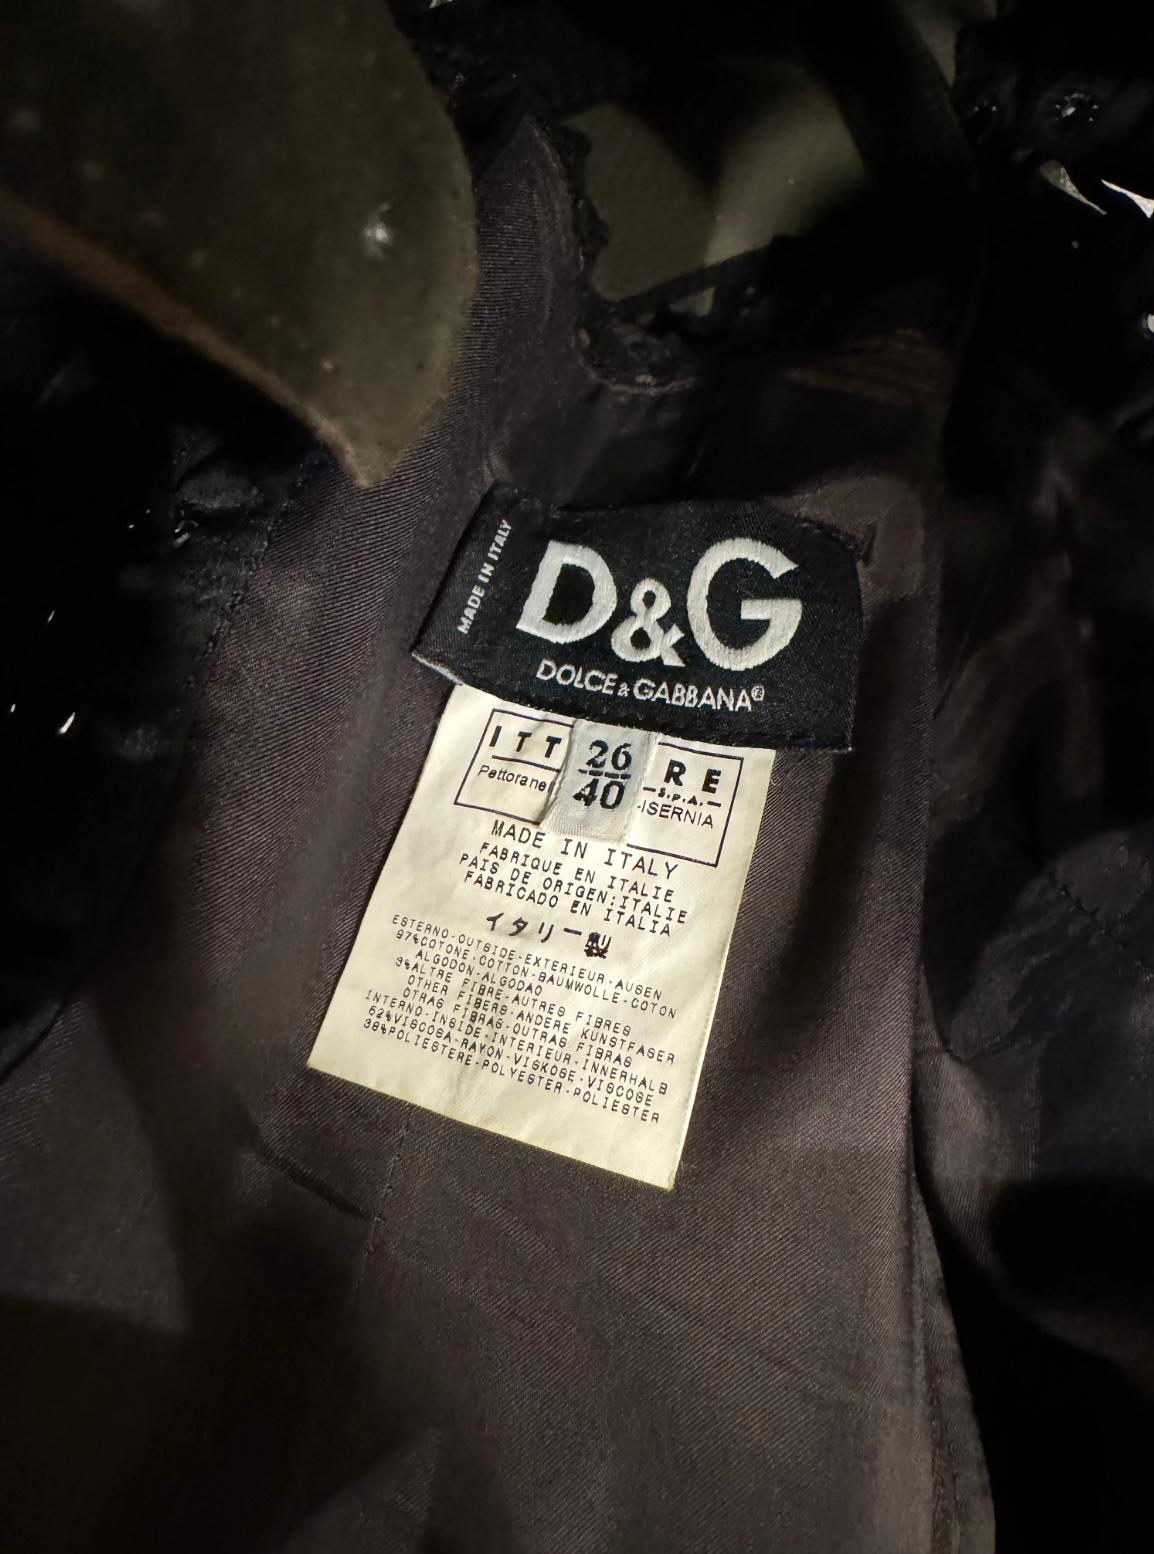 MADE IN ITALY
D&G
DOLCE & GABBANA®
ITT RE
26
40
-S.P.A.-
Pettorane ISERNIA
MADE IN ITALY
FABRIQUE EN ITALIE
PAIS DE ORIGEN:ITALIE
FABRICADO EN ITALIA
イタリー製
ESTERNO-OUTSIDE-EXTERIEUR-AUSEN
97%COTONE-COTTON-BAUMWOLLE-COTON
ALGODON-ALGODAO
3%ALTRE FIBRE-AUTRES FIBRES
OTHER FIBERS-ANDERE KUNSTFASER
OTRAS FIBRAS-OUTRAS FIBRAS
INTERNO-INSIDE-INTERIEUR-INNERHALB
62%VISCOSA-RAYON-VISKOSE-VISCOSE
38%POLIESTERE-POLYESTER-POLIESTER